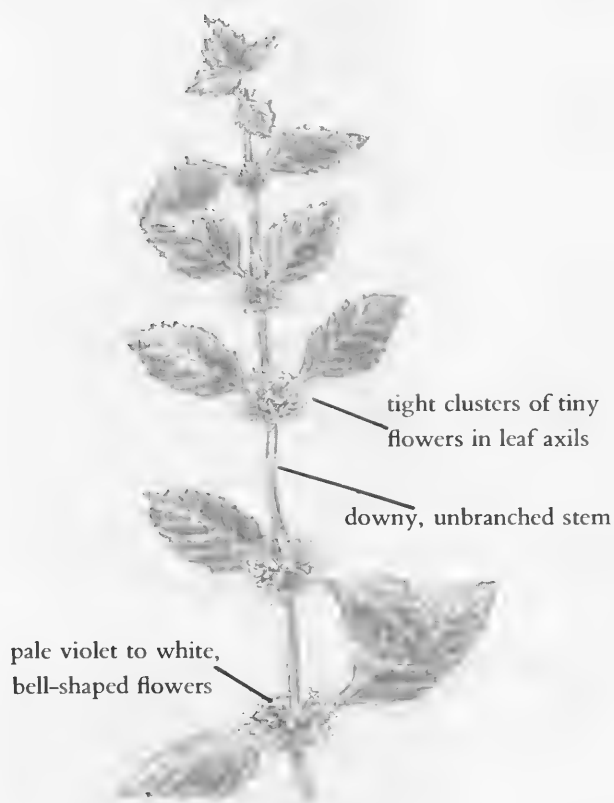 tight clusters of tiny
flowers in leaf axils
downy, unbranched stem
pale violet to white,
bell-shaped flowers